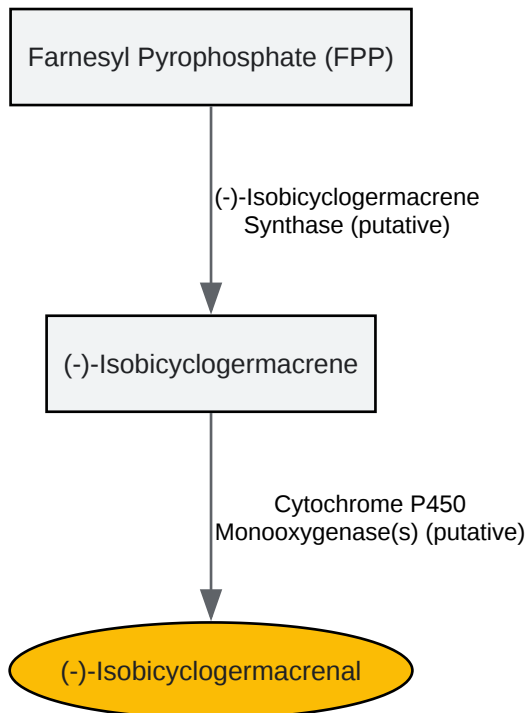 Farnesyl Pyrophosphate (FPP)
(-)-Isobicyclogermacrene
Synthase (putative)
(-)-Isobicyclogermacrene
Cytochrome P450
Monooxygenase(s) (putative)
(-)-Isobicyclogermacrenal